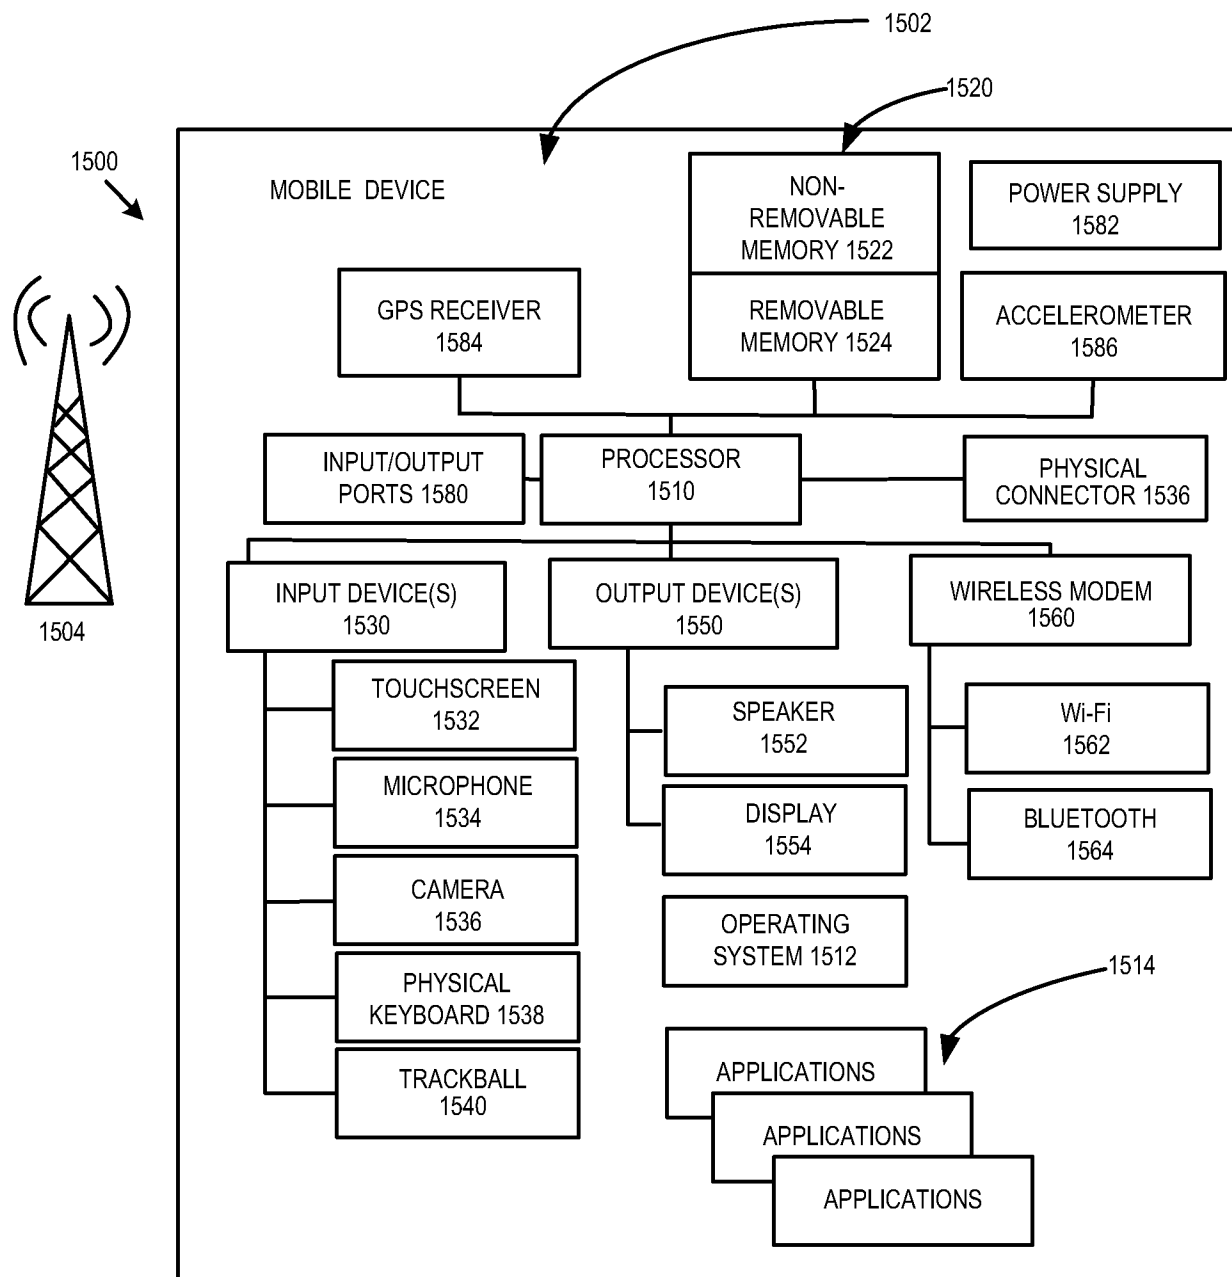 1502
1520
1500
MOBILE DEVICE
NON-
REMOVABLE
MEMORY 1522
POWER SUPPLY
1582
GPS RECEIVER
1584
REMOVABLE
MEMORY 1524
ACCELEROMETER
1586
INPUT/OUTPUT
PORTS 1580
PROCESSOR
1510
PHYSICAL
CONNECTOR 1536
1504
INPUT DEVICE(S)
1530
OUTPUT DEVICE(S)
1550
WIRELESS MODEM
1560
TOUCHSCREEN
1532
MICROPHONE
1534
CAMERA
1536
PHYSICAL
KEYBOARD 1538
TRACKBALL
1540
SPEAKER
1552
DISPLAY
1554
Wi-Fi
1562
BLUETOOTH
1564
OPERATING
SYSTEM 1512
1514
APPLICATIONS
APPLICATIONS
APPLICATIONS